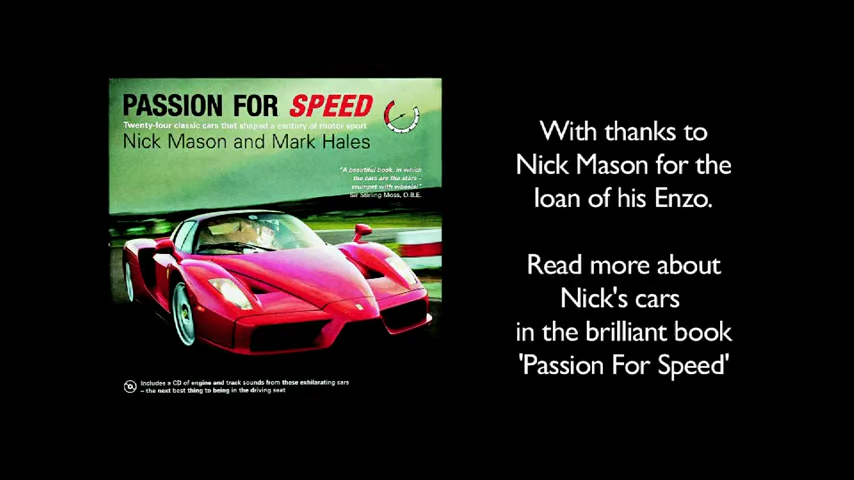 PASSION FOR SPEED
Twenty-four classic cars that shaped a century of motor sport
Nick Mason and Mark Hales
"A beautiful book, in which
the cars are the stars -
crumpet with wheels!"
Sir Stirling Moss, O.B.E.
Includes a CD of engine and track sounds from these exhilarating cars
– the next best thing to being in the driving seat
With thanks to
Nick Mason for the
loan of his Enzo.
Read more about
Nick's cars
in the brilliant book
'Passion For Speed'